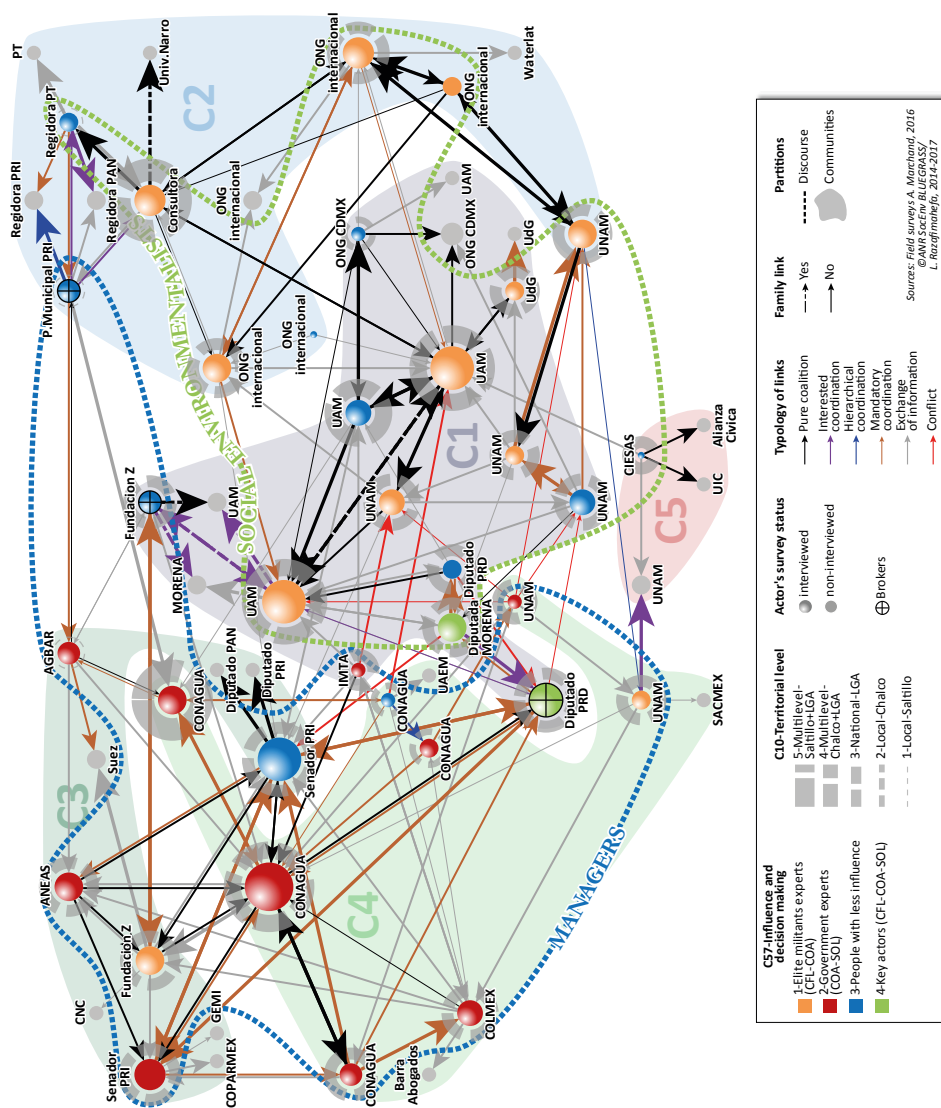 PT
Univ.Narro
Regidora PT
Regidora PRI
Regidora PAN
Consultora
P.Municipal PRI
C2
ONG
internacional
ONG
internacional
Waterlat
ONG
internacional
ONG
internacional
ONG
internacional
ONG CDMX
UAM
ONG CDMX
UdG
UdG
UNAM
SOCIAL ENVIRONMENTALISTS
UAM
UAM
C1
UNAM
UNAM
UNAM
CIESAS
Alianza
Cívica
UIC
C5
UNAM
Fundacion Z
UAM
MORENA
UAM
Diputado
PRD
Diputada
MORENA
UNAM
AGBAR
CONAGUA
Diputado PAN
Diputado
PRI
IMTA
CONAGUA
UAEM
Diputado
PRD
UNAM
SACMEX
Suez
C3
Senador PRI
CONAGUA
ANEAS
CONAGUA
C4
MANAGERS
Fundación Z
CNC
GEMI
Senador
PRI
COPARMEX
CONAGUA
COLMEX
Barra
Abogados
C57-Influence and
decision making
1-Elite militants experts
(CFL-COA)
2-Government experts
(COA-SOL)
3-People with less influence
4-Key actors (CFL-COA-SOL)
C10-Territorial level
5-Multilevel-
Saltillo+LGA
4-Multilevel-
Chalco+LGA
3-National-LGA
2-Local-Chalco
1-Local-Saltillo
Actor's survey status
interviewed
non-interviewed
Brokers
Typology of links
Pure coalition
Interested
coordination
Hierarchical
coordination
Mandatory
coordination
Exchange
of information
Conflict
Family link
Yes
No
Partitions
Discourse
Communities
Sources: Field surveys A. Marchand, 2016
©ANR SocEnv BLUEGRASS/
L. Razafimahefa, 2014-2017